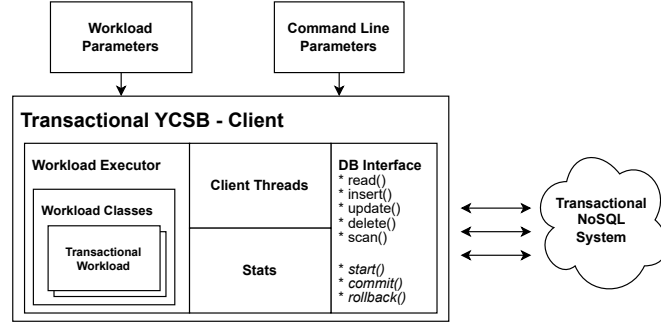 Workload
Parameters
Command Line
Parameters
Transactional YCSB - Client
Workload Executor
Workload Classes
Transactional
Workload
Client Threads
Stats
DB Interface
* read()
* insert()
* update()
* delete()
* scan()
* start()
* commit()
* rollback()
Transactional
NoSQL
System